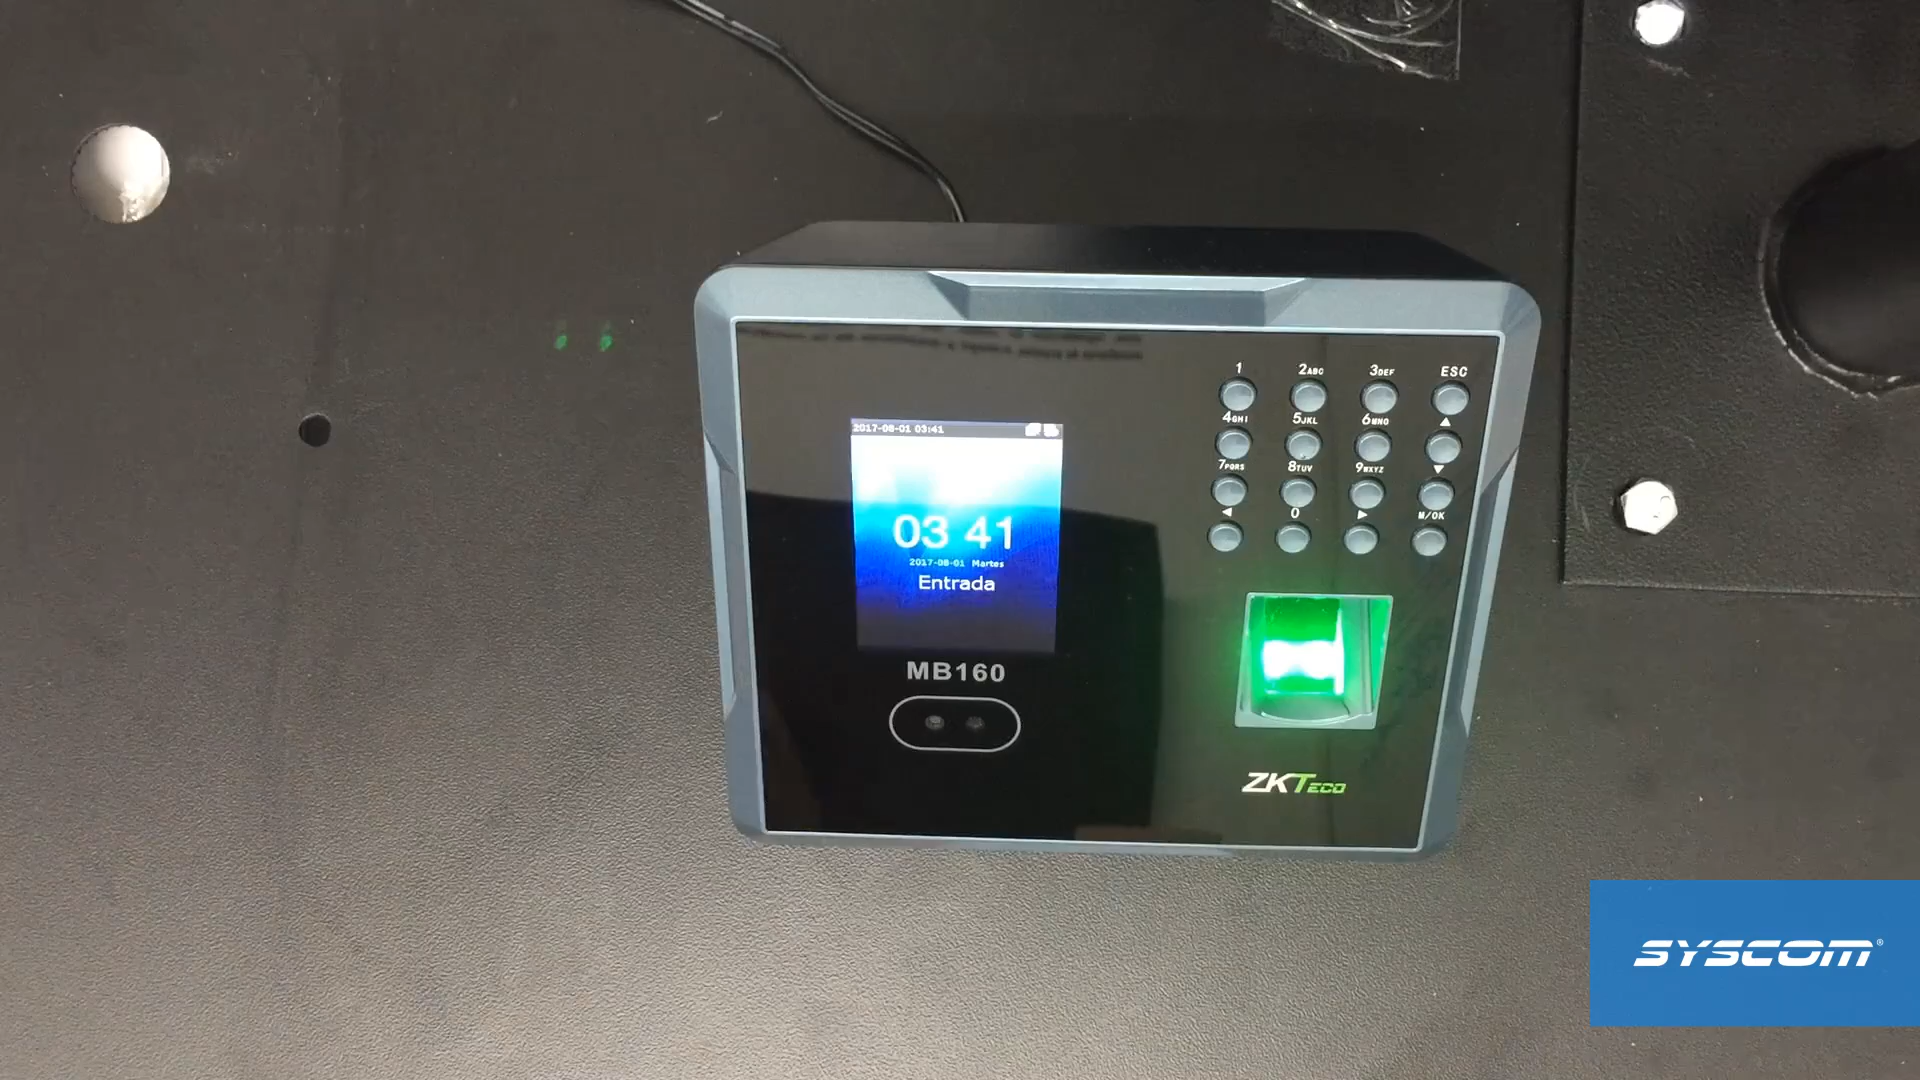 1 2ABC 3DEF ESC
4GHI 5JKL 6MNO
7PQRS 8TUV 9WXYZ
0 M/OK
2017-08-01 03:41
03 41
2017-08-01 Martes
Entrada
MB160
ZKTECO
SYSCOM®